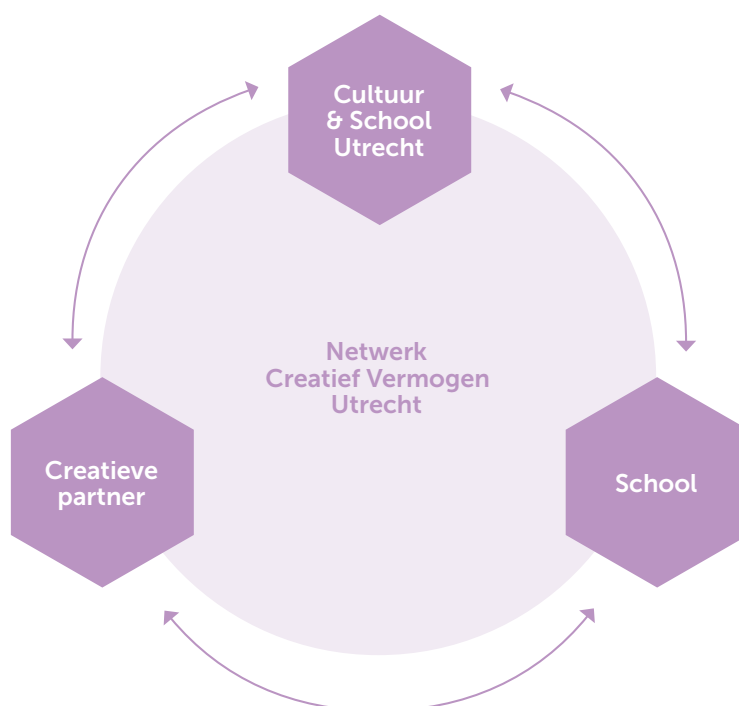 Cultuur
& School
Utrecht
Netwerk
Creatief Vermogen
Utrecht
Creatieve
partner
School